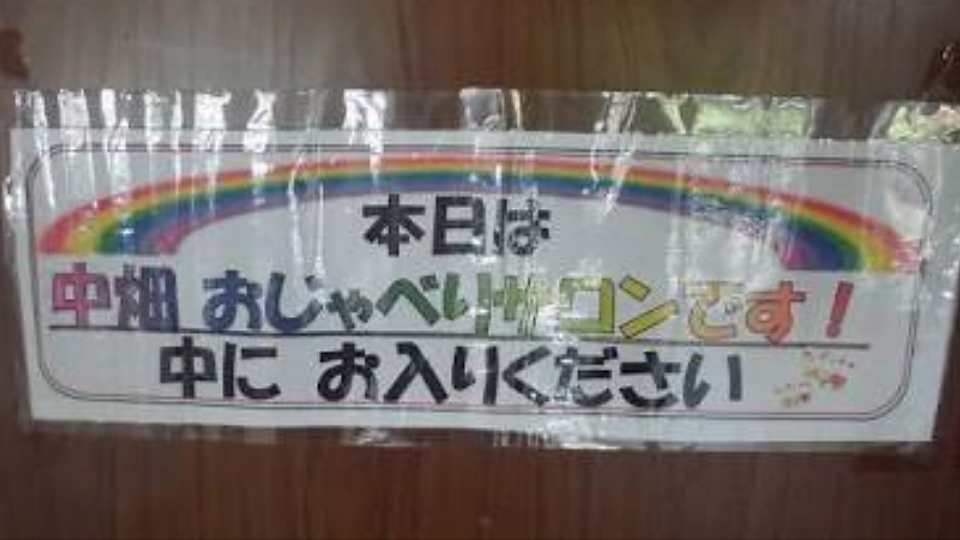 本日は
中畑 おしゃべりサロンです！
中に お入りください